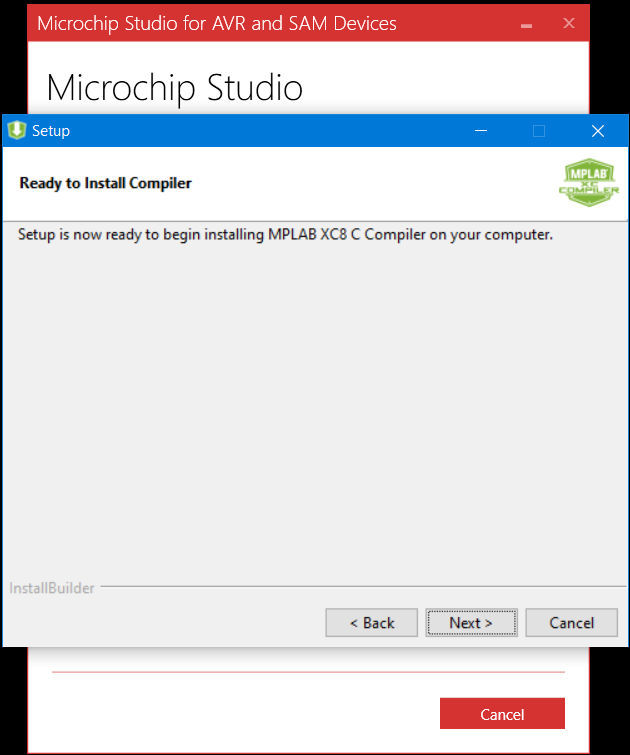 Microchip Studio for AVR and SAM Devices
Microchip Studio
Setup
Ready to Install Compiler
MPLAB
XC
COMPILER
Setup is now ready to begin installing MPLAB XC8 C Compiler on your computer.
InstallBuilder
< Back
Next >
Cancel
Cancel